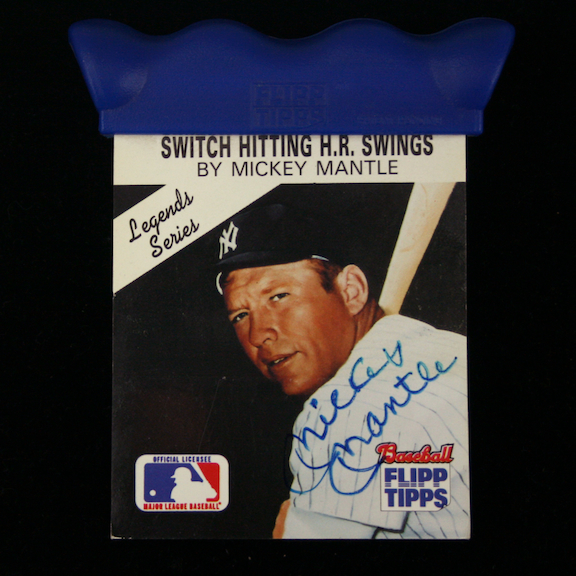 FLIPP
TIPPS
SWITCH HITTING H.R. SWINGS
BY MICKEY MANTLE
Legends
Series
NY
Mickey
Mantle
OFFICIAL LICENSEE
MAJOR LEAGUE BASEBALL
Baseball
FLIPP
TIPPS